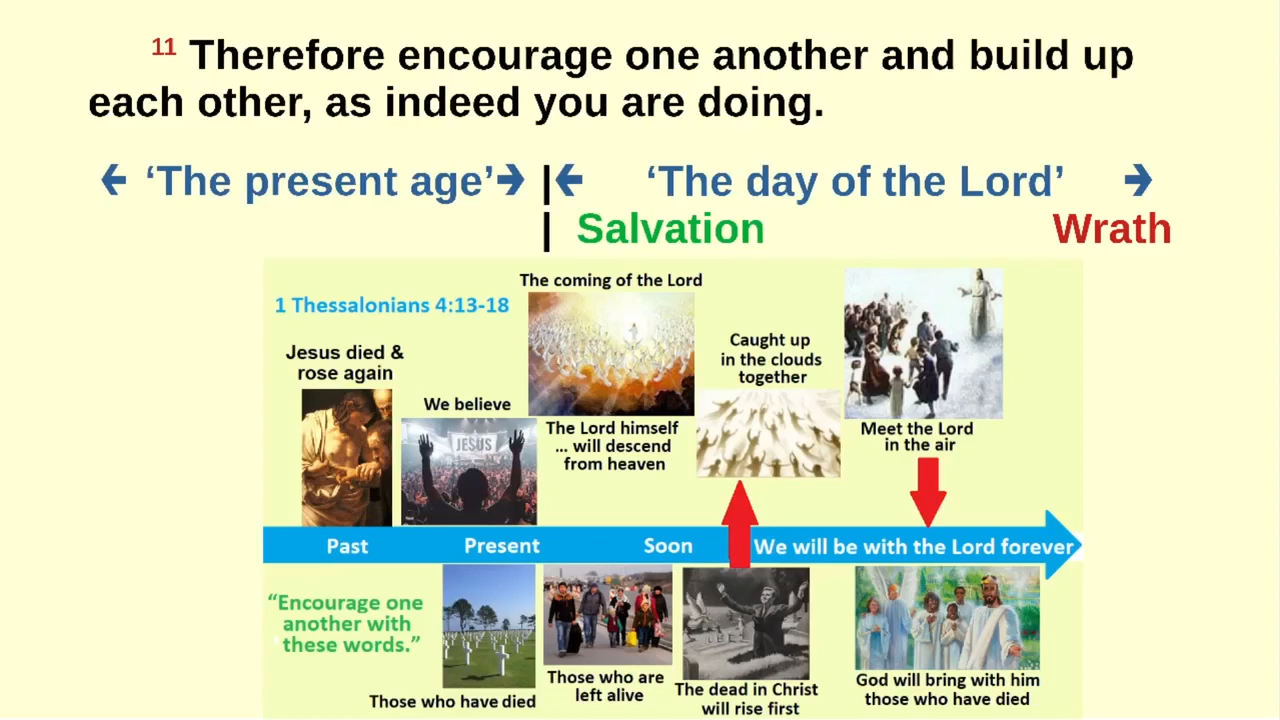 11 Therefore encourage one another and build up
each other, as indeed you are doing.
🡨 ‘The present age’🡪 |🡨 ‘The day of the Lord’ 🡪
| Salvation Wrath
1 Thessalonians 4:13-18
Jesus died &
rose again
We believe
The coming of the Lord
The Lord himself
... will descend
from heaven
Caught up
in the clouds
together
Meet the Lord
in the air
JESUS
Past Present Soon We will be with the Lord forever
“Encourage one
another with
these words.”
Those who have died
Those who are
left alive
The dead in Christ
will rise first
God will bring with him
those who have died